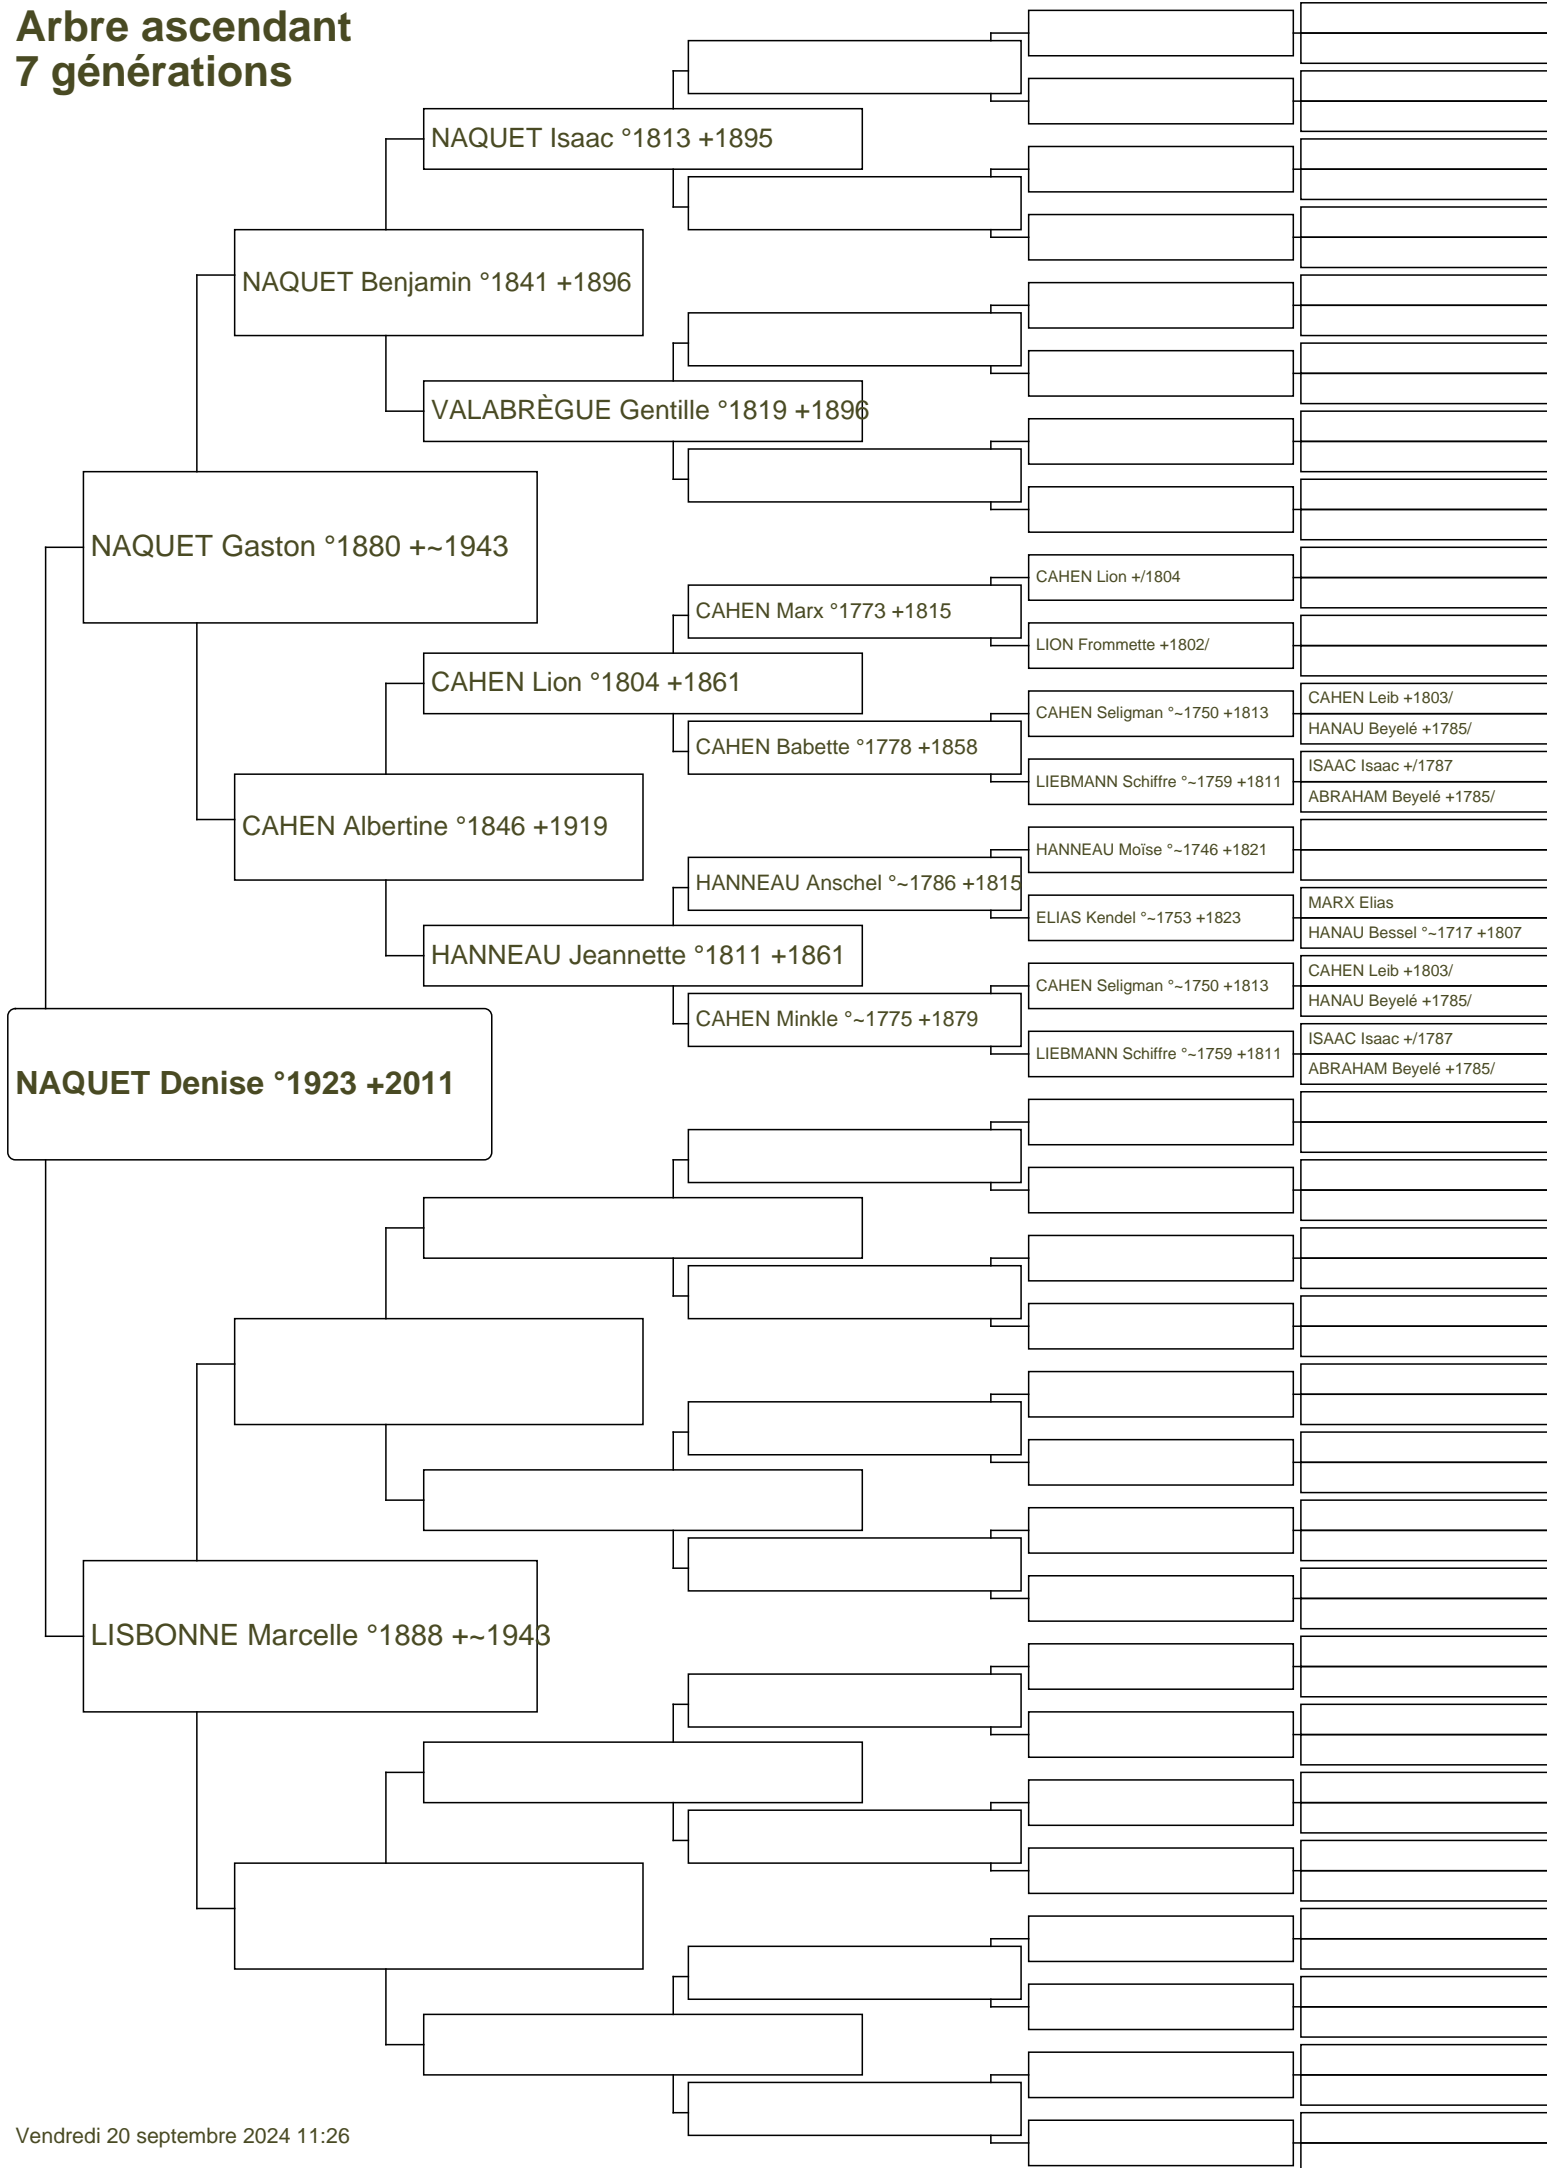 Arbre ascendant
7 générations
NAQUET Isaac °1813 +1895
NAQUET Benjamin °1841 +1896
VALABRÈGUE Gentille °1819 +1896
NAQUET Gaston °1880 +~1943
CAHEN Lion +/1804
CAHEN Marx °1773 +1815
LION Frommette +1802/
CAHEN Lion °1804 +1861
CAHEN Leib +1803/
CAHEN Seligman °~1750 +1813
HANAU Beyelé +1785/
CAHEN Babette °1778 +1858
ISAAC Isaac +/1787
LIEBMANN Schiffre °~1759 +1811
ABRAHAM Beyelé +1785/
CAHEN Albertine °1846 +1919
HANNEAU Moïse °~1746 +1821
HANNEAU Anschel °~1786 +1815
MARX Elias
ELIAS Kendel °~1753 +1823
HANAU Bessel °~1717 +1807
HANNEAU Jeannette °1811 +1861
CAHEN Leib +1803/
CAHEN Seligman °~1750 +1813
HANAU Beyelé +1785/
CAHEN Minkle °~1775 +1879
ISAAC Isaac +/1787
LIEBMANN Schiffre °~1759 +1811
ABRAHAM Beyelé +1785/
NAQUET Denise °1923 +2011
LISBONNE Marcelle °1888 +~1943
Vendredi 20 septembre 2024 11:26